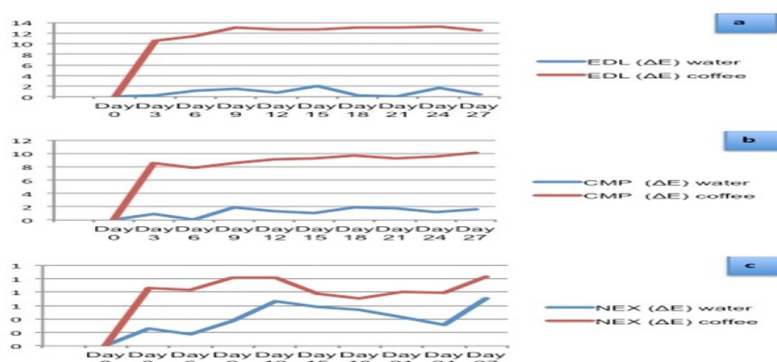 a
14
12
10
8
6
4
2
0
Day Day Day Day Day Day Day Day Day Day
0 3 6 9 12 15 18 21 24 27
EDL (ΔE) water
EDL (ΔE) coffee
b
12
10
8
6
4
2
0
Day Day Day Day Day Day Day Day Day Day
0 3 6 9 12 15 18 21 24 27
CMP (ΔE) water
CMP (ΔE) coffee
c
1
1
1
1
0
0
0
Day Day Day Day Day Day Day Day Day Day
NEX (ΔE) water
NEX (ΔE) coffee